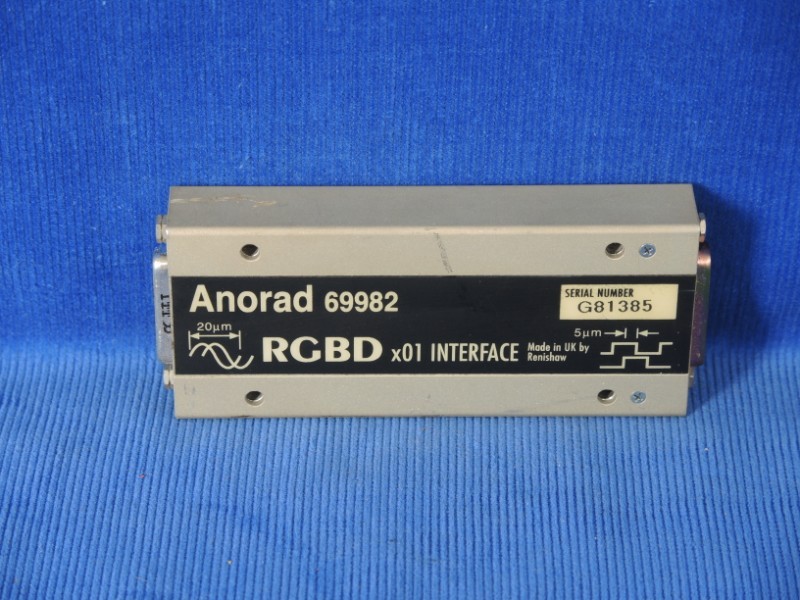 Anorad 69982
SERIAL NUMBER
G81385
20µm
RGBD x01 INTERFACE
Made in UK by
Renishaw
5µm